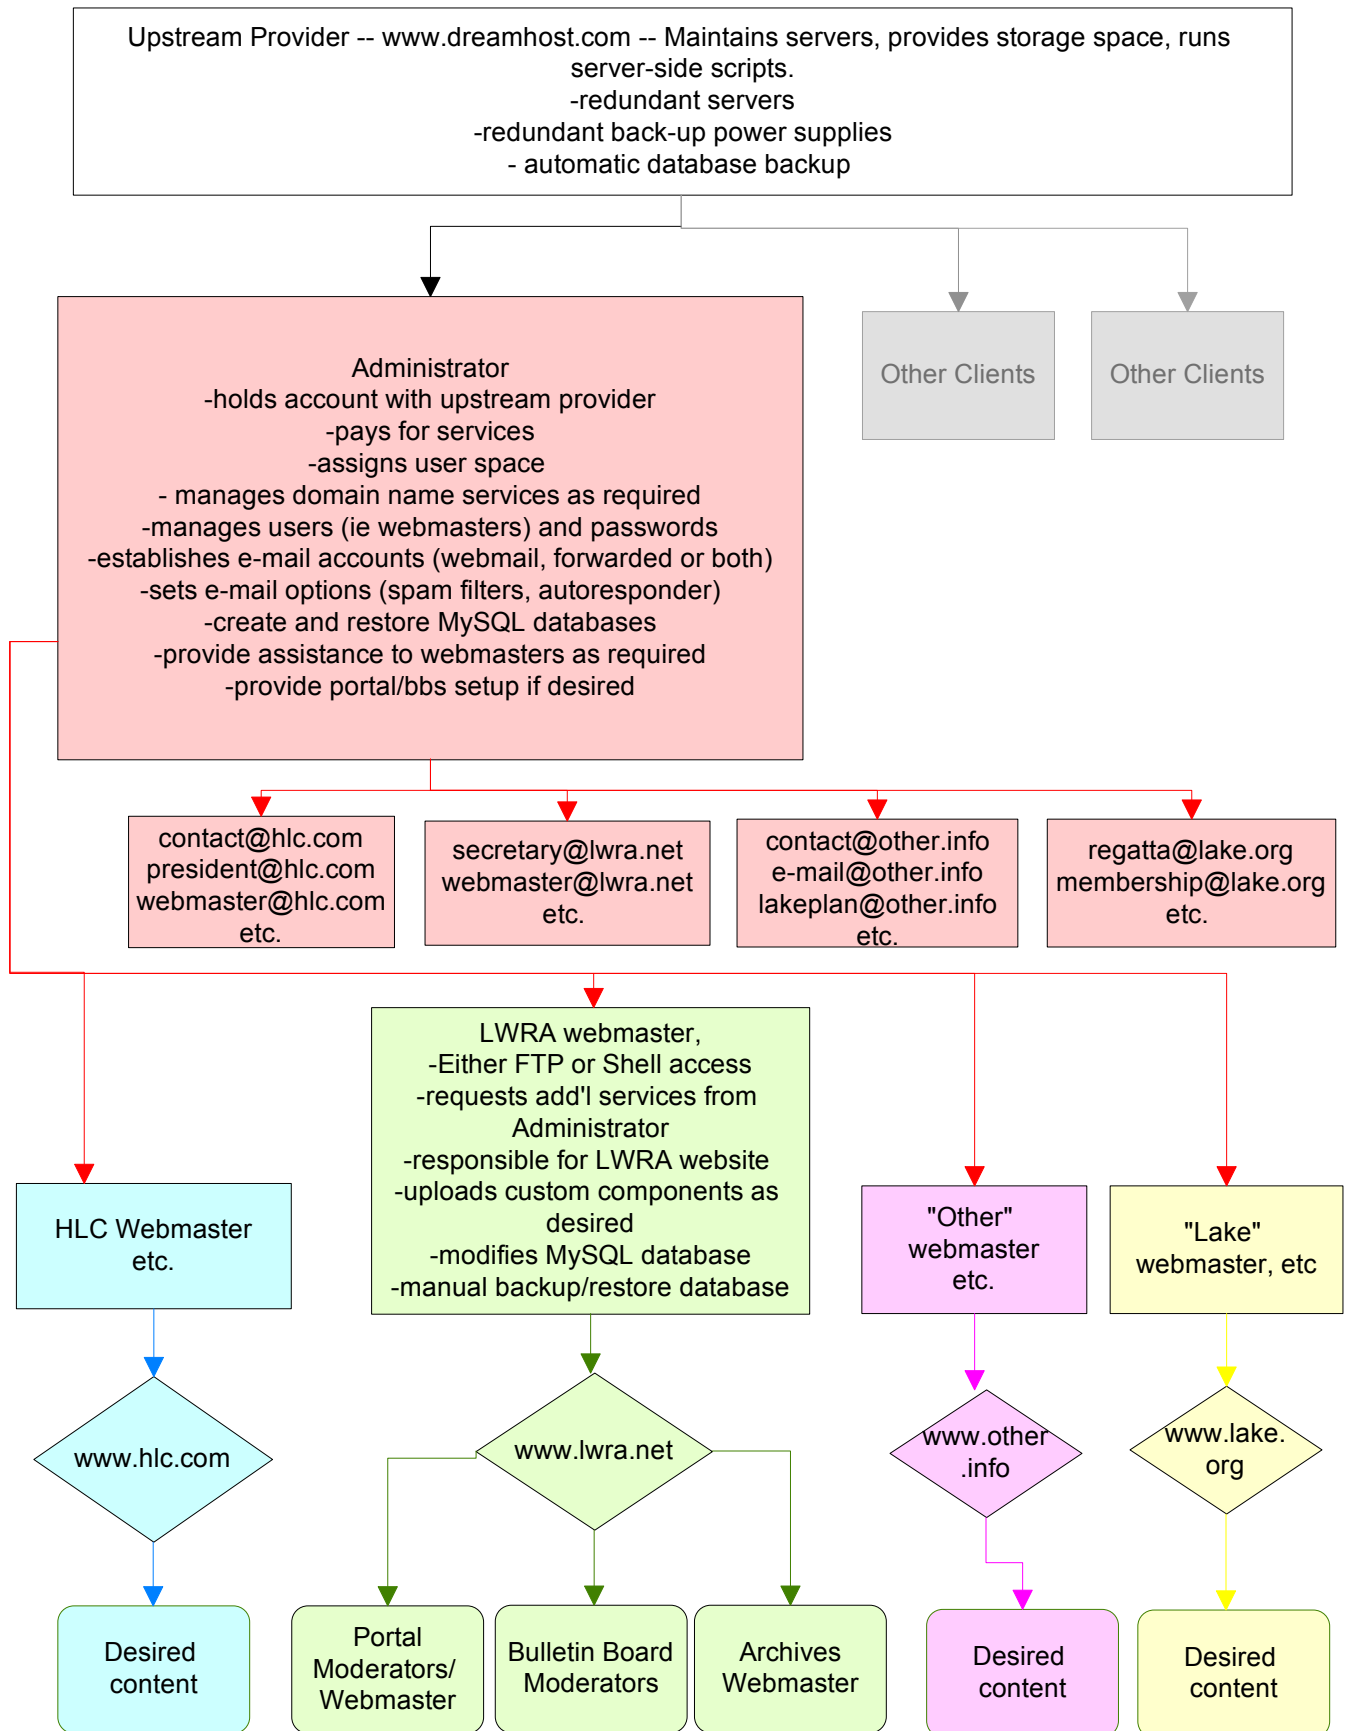 Upstream Provider -- www.dreamhost.com -- Maintains servers, provides storage space, runs
server-side scripts.
-redundant servers
-redundant back-up power supplies
- automatic database backup
Administrator
-holds account with upstream provider
-pays for services
-assigns user space
- manages domain name services as required
-manages users (ie webmasters) and passwords
-establishes e-mail accounts (webmail, forwarded or both)
-sets e-mail options (spam filters, autoresponder)
-create and restore MySQL databases
-provide assistance to webmasters as required
-provide portal/bbs setup if desired
Other Clients
Other Clients
contact@hlc.com
president@hlc.com
webmaster@hlc.com
etc.
secretary@lwra.net
webmaster@lwra.net
etc.
contact@other.info
e-mail@other.info
lakeplan@other.info
etc.
regatta@lake.org
membership@lake.org
etc.
LWRA webmaster,
-Either FTP or Shell access
-requests add'l services from
Administrator
-responsible for LWRA website
-uploads custom components as
desired
-modifies MySQL database
-manual backup/restore database
HLC Webmaster
etc.
"Other"
webmaster
etc.
"Lake"
webmaster, etc
www.hlc.com
www.lwra.net
www.other
.info
www.lake.
org
Desired
content
Portal
Moderators/
Webmaster
Bulletin Board
Moderators
Archives
Webmaster
Desired
content
Desired
content